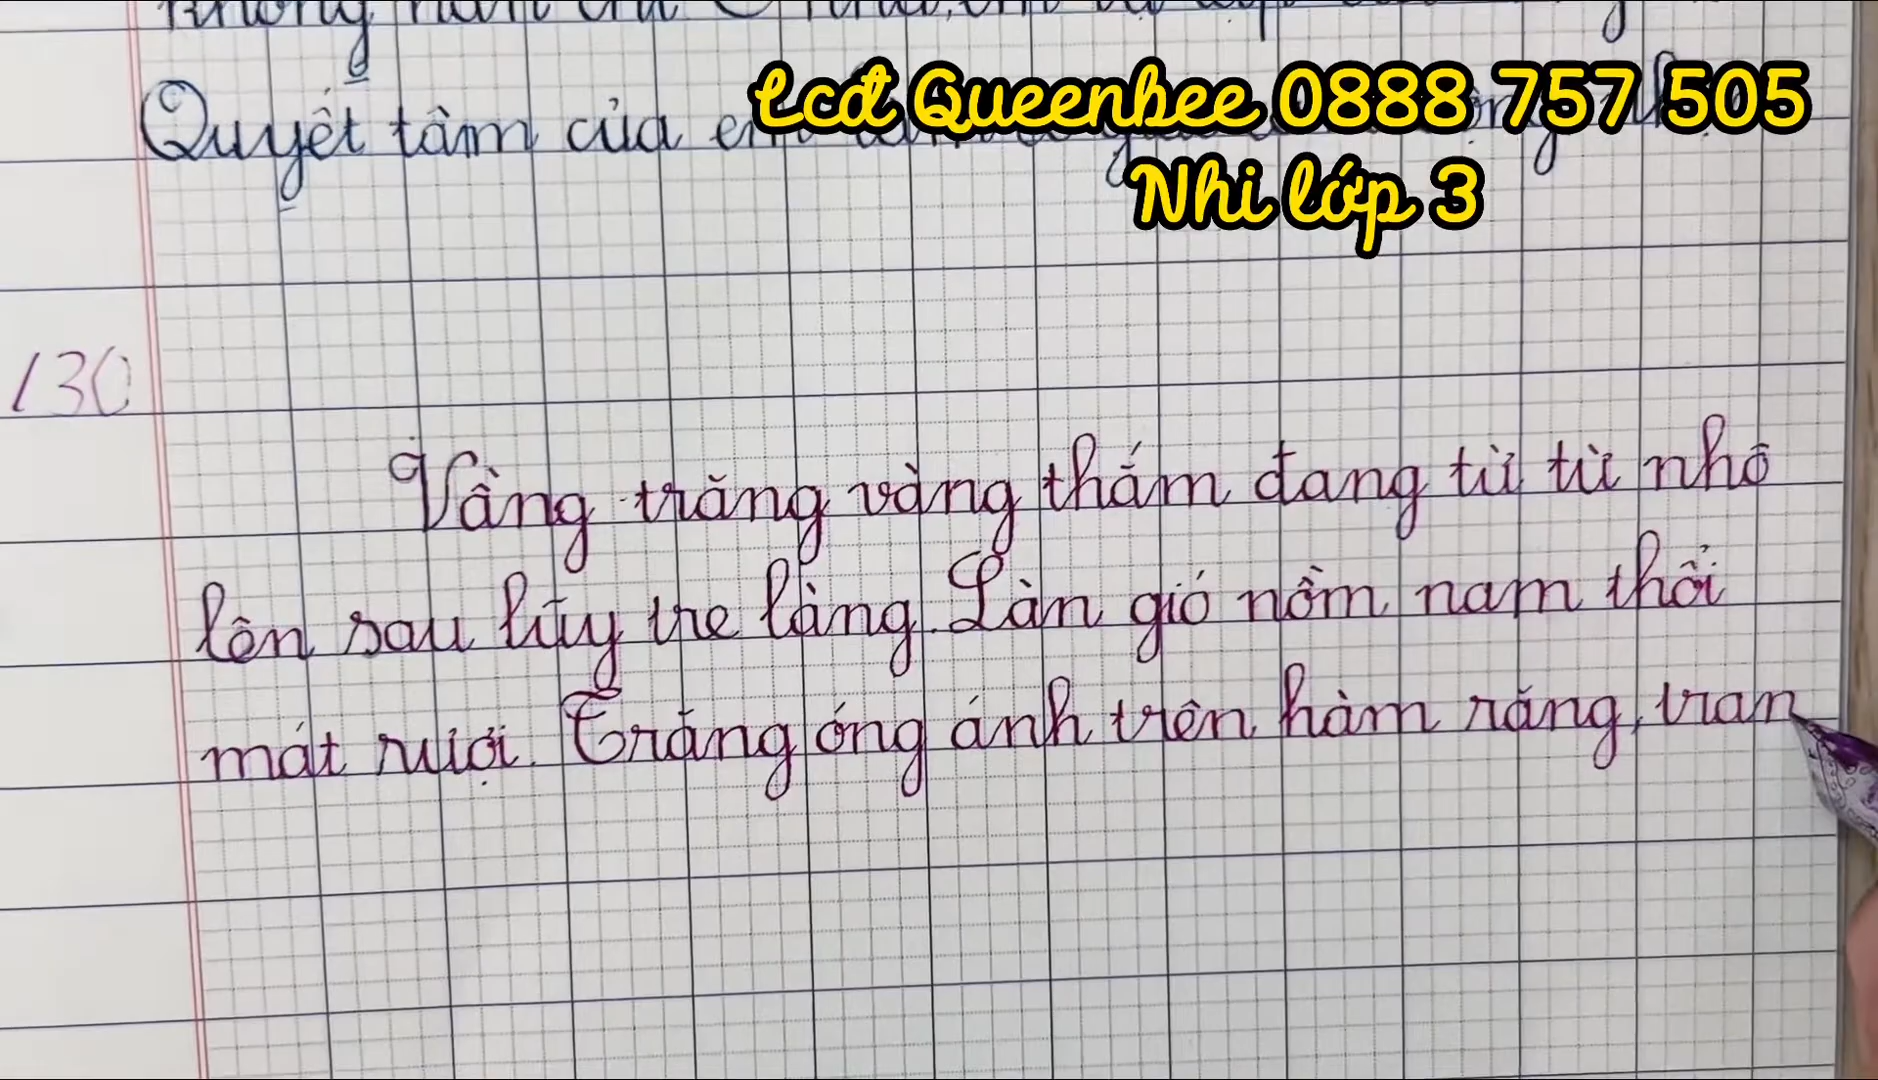 Lcđ Queenbee 0888 757 505
Quyết tâm của em
Nhi lớp 3
130
Vầng trăng vàng thắm đang từ từ nhô
lên sau lũy tre làng. Làn gió nồm nam thổi
mát rượi. Trăng óng ánh trên hàm răng, tran